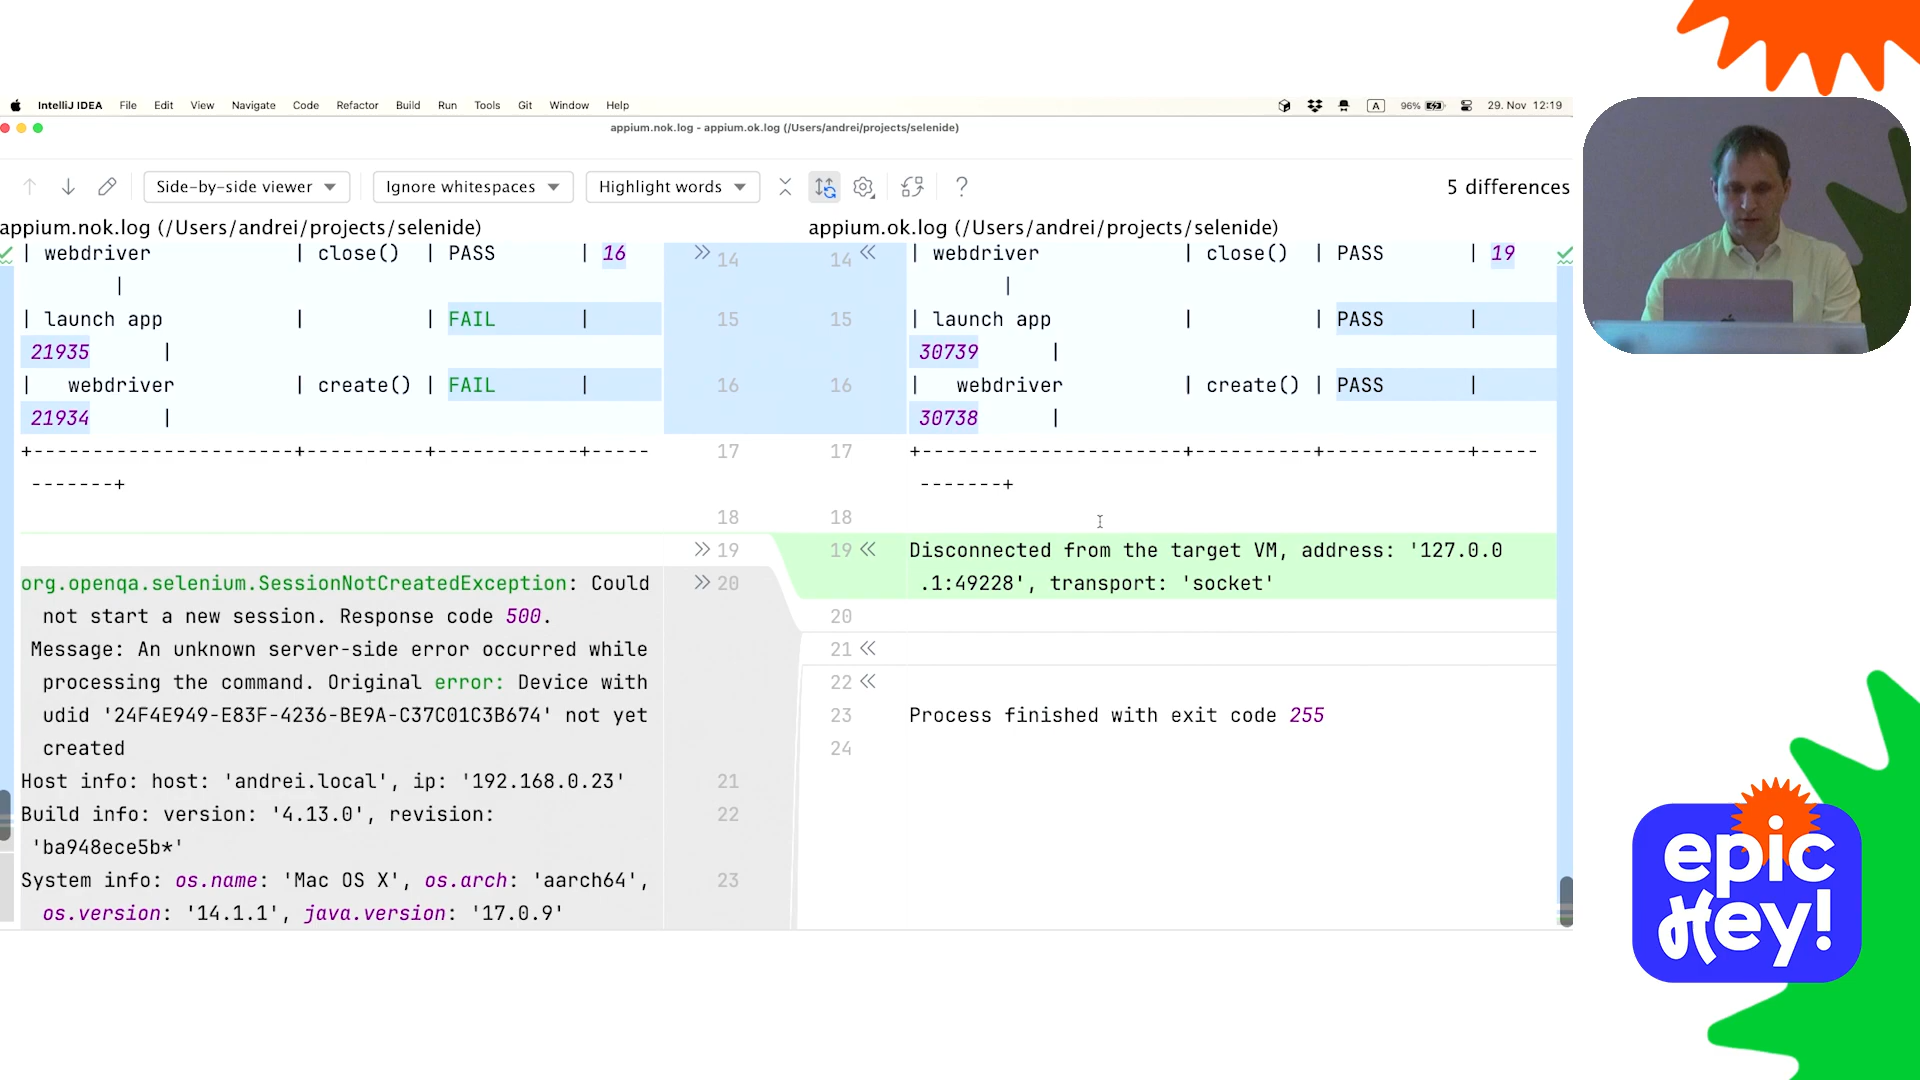 IntelliJ IDEA File Edit View Navigate Code Refactor Build Run Tools Git Window Help A 96% 29. Nov 12:19
appium.nok.log - appium.ok.log (/Users/andrei/projects/selenide)
Side-by-side viewer Ignore whitespaces Highlight words ? 5 differences
appium.nok.log (/Users/andrei/projects/selenide)
| webdriver | close() | PASS | 16
|
| launch app | | FAIL |
21935 |
| webdriver | create() | FAIL |
21934 |
+----------------------+----------+------------+-----
-------+
org.openqa.selenium.SessionNotCreatedException: Could
not start a new session. Response code 500.
Message: An unknown server-side error occurred while
processing the command. Original error: Device with
udid '24F4E949-E83F-4236-BE9A-C37C01C3B674' not yet
created
Host info: host: 'andrei.local', ip: '192.168.0.23'
Build info: version: '4.13.0', revision:
'ba948ece5b*'
System info: os.name: 'Mac OS X', os.arch: 'aarch64',
os.version: '14.1.1', java.version: '17.0.9'
14 14
15 15
16 16
17 17
18 18
19 19
20 20
21 21
22 22
23 23
24
appium.ok.log (/Users/andrei/projects/selenide)
| webdriver | close() | PASS | 19
|
| launch app | | PASS |
30739 |
| webdriver | create() | PASS |
30738 |
+----------------------+----------+------------+-----
-------+
Disconnected from the target VM, address: '127.0.0
.1:49228', transport: 'socket'
Process finished with exit code 255
epic
Hey!